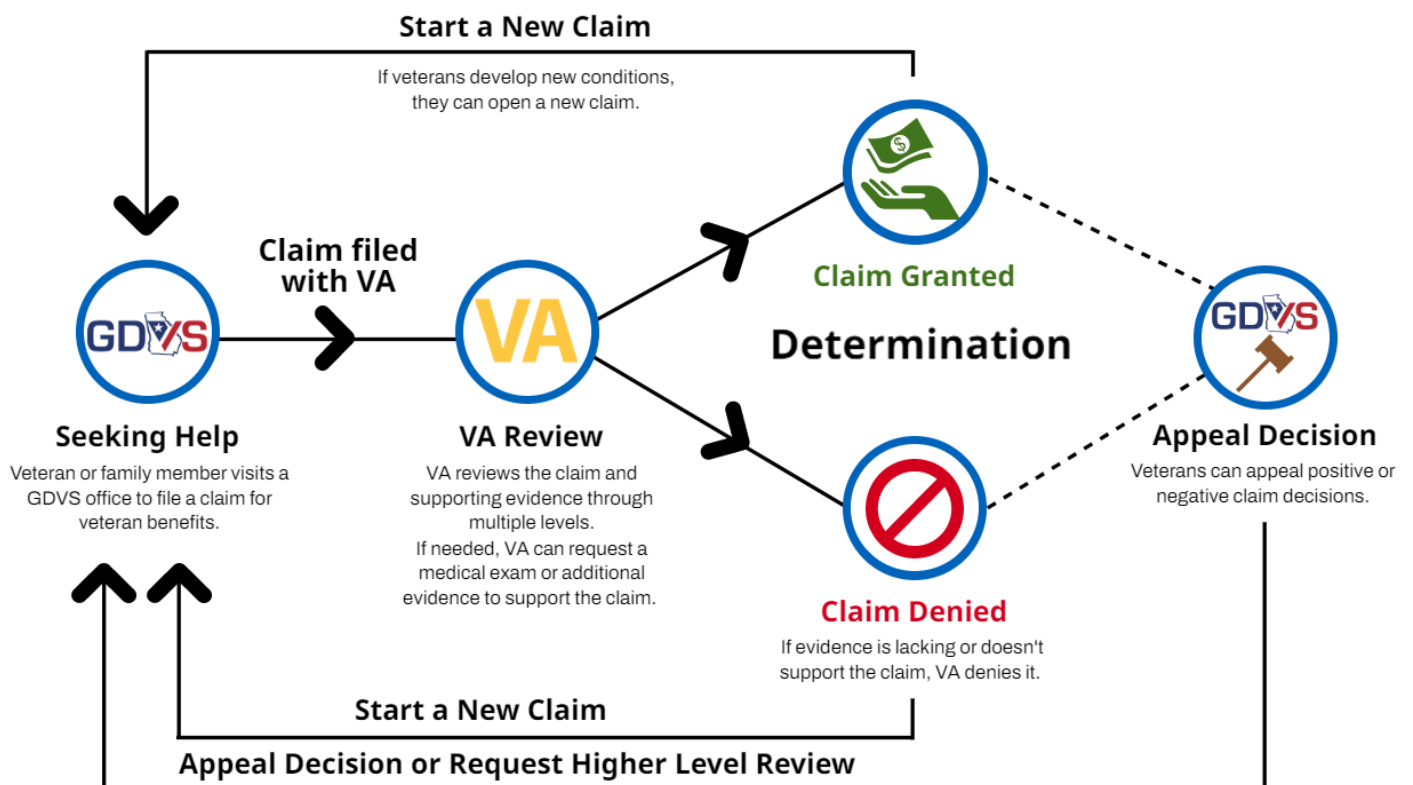 Start a New Claim
If veterans develop new conditions,
they can open a new claim.
Claim filed
with VA
GDVS
VA
$
Claim Granted
Determination
GDVS
Seeking Help
Veteran or family member visits a
GDVS office to file a claim for
veteran benefits.
VA Review
VA reviews the claim and
supporting evidence through
multiple levels.
If needed, VA can request a
medical exam or additional
evidence to support the claim.
Appeal Decision
Veterans can appeal positive or
negative claim decisions.
Claim Denied
If evidence is lacking or doesn't
support the claim, VA denies it.
Start a New Claim
Appeal Decision or Request Higher Level Review